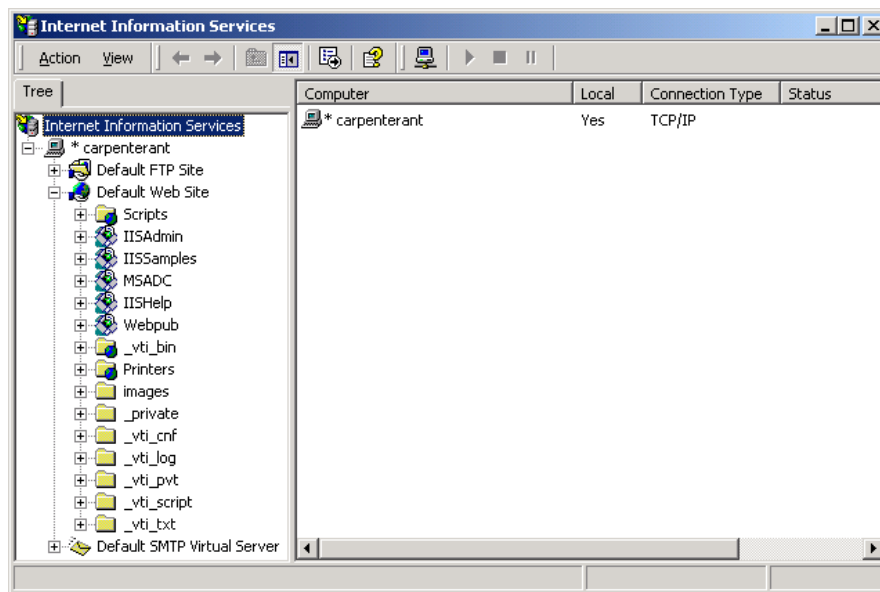 Internet Information Services
Action View
Tree
Computer Local Connection Type Status
Internet Information Services
* carpenterant
* carpenterant Yes TCP/IP
Default FTP Site
Default Web Site
Scripts
IISAdmin
IISSamples
MSADC
IISHelp
Webpub
_vti_bin
Printers
images
_private
_vti_cnf
_vti_log
_vti_pvt
_vti_script
_vti_txt
Default SMTP Virtual Server